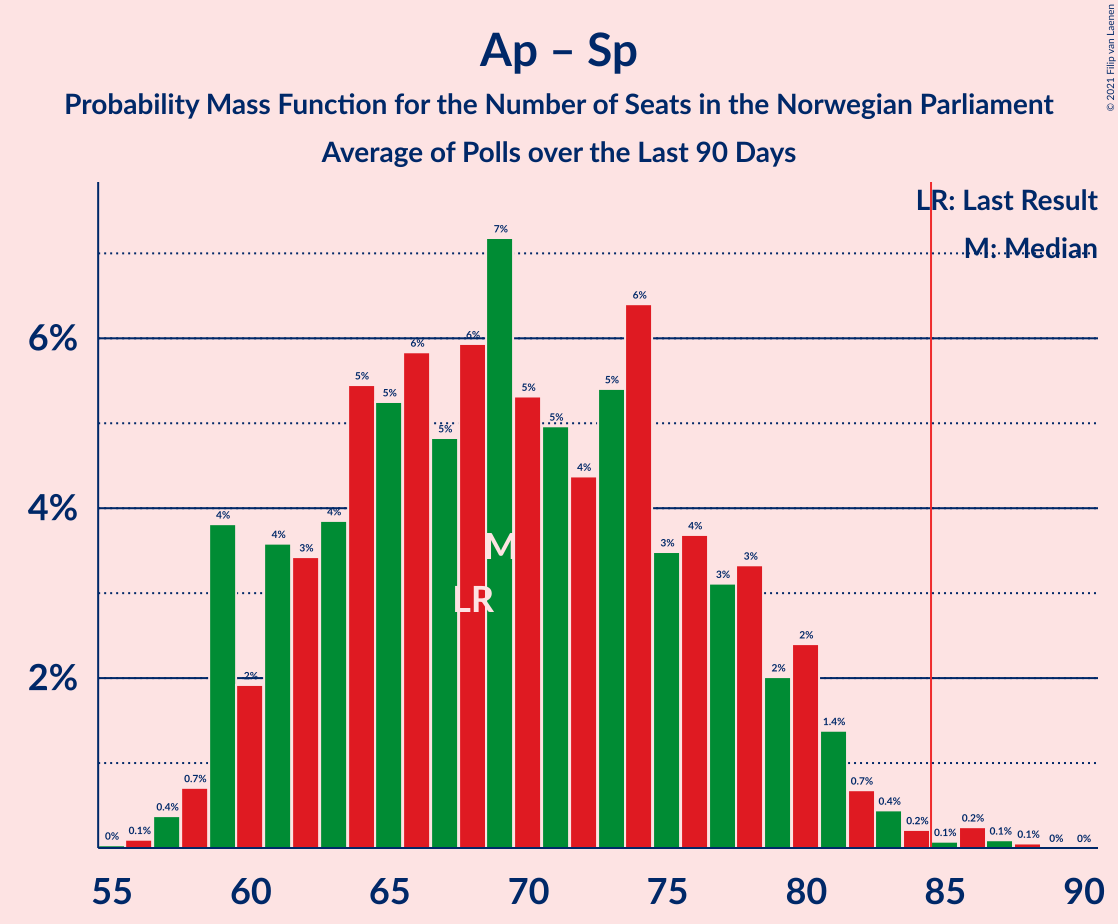 Ap – Sp
Probability Mass Function for the Number of Seats in the Norwegian Parliament
Average of Polls over the Last 90 Days
© 2021 Filip van Laenen
LR: Last Result
M: Median
6%
4%
2%
0% 0.1% 0.4% 0.7% 4% 2% 4% 3% 4% 5% 5% 6% 5% 6% 7% 5% 5% 4% 5% 6% 3% 4% 3% 3% 2% 2% 1.4% 0.7% 0.4% 0.2% 0.1% 0.2% 0.1% 0.1% 0% 0%
M
LR
55 60 65 70 75 80 85 90